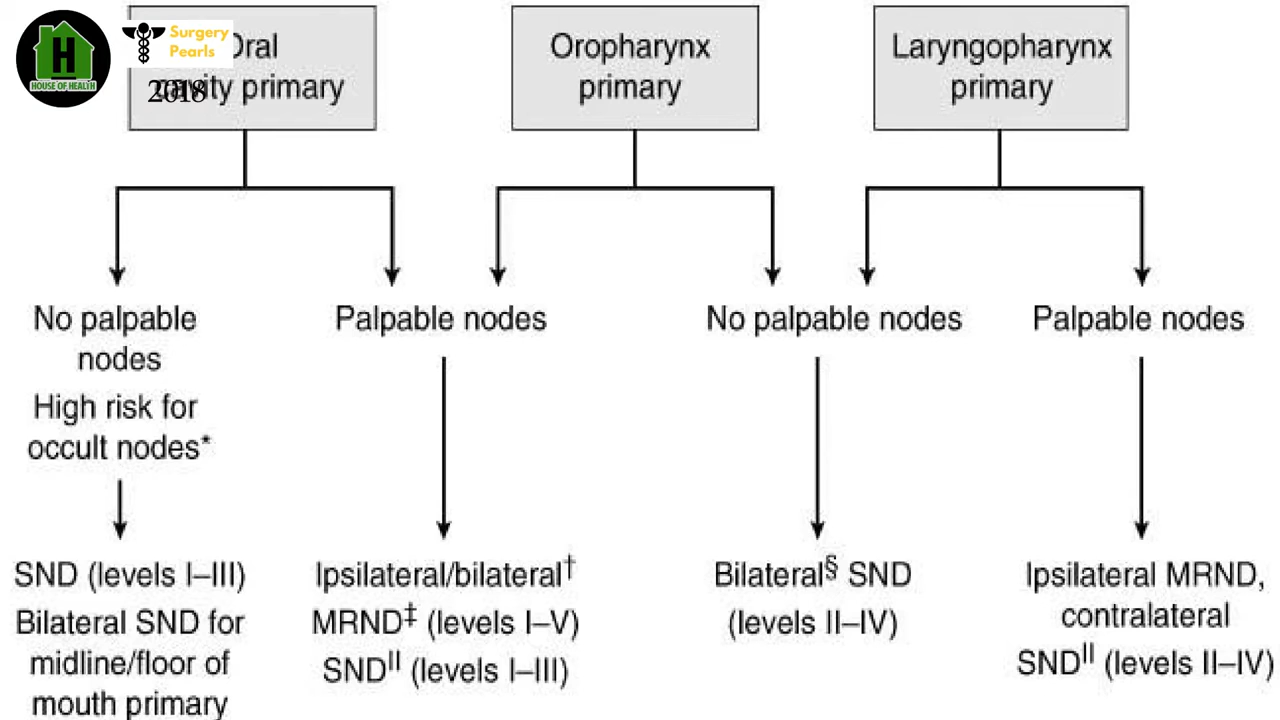 H
HOUSE OF HEALTH
Surgery
Pearls
2018
Oral
cavity primary
Oropharynx
primary
Laryngopharynx
primary
No palpable
nodes
High risk for
occult nodes*
SND (levels I–III)
Bilateral SND for
midline/floor of
mouth primary
Palpable nodes
Ipsilateral/bilateral†
MRND‡ (levels I–V)
SND|| (levels I–III)
No palpable nodes
Bilateral§ SND
(levels II–IV)
Palpable nodes
Ipsilateral MRND,
contralateral
SND|| (levels II–IV)